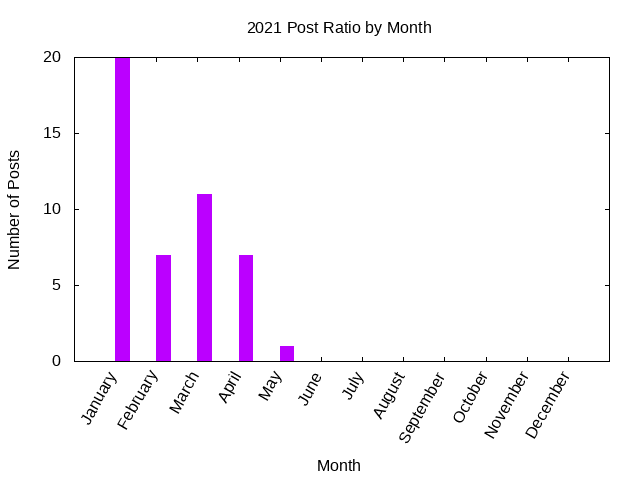 2021 Post Ratio by Month
20
15
10
5
0
Number of Posts
January
February
March
April
May
June
July
August
September
October
November
December
Month